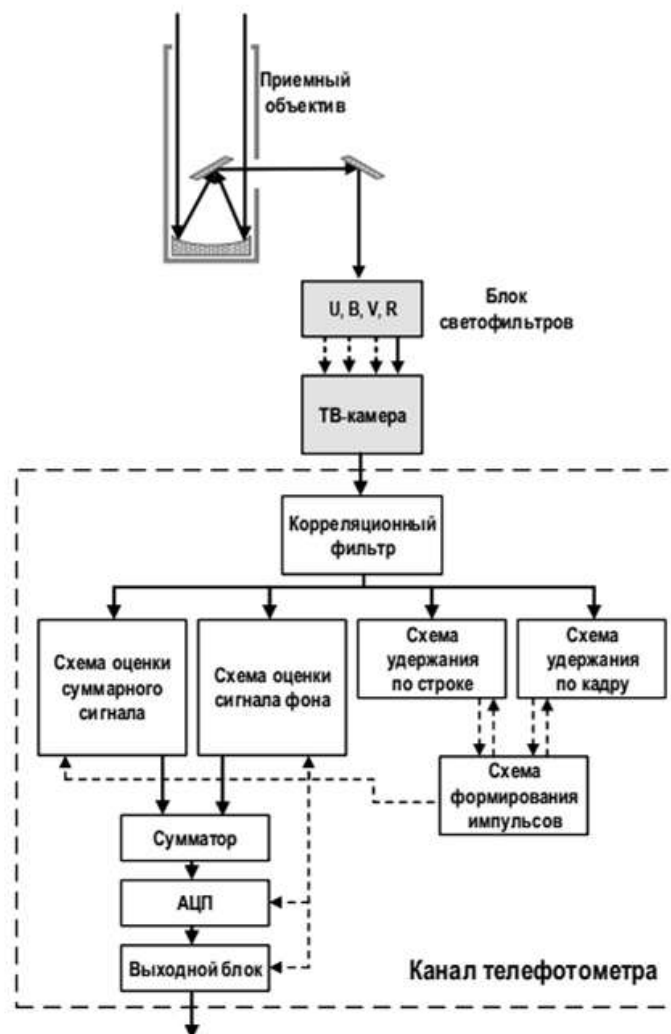 Приемный
объектив
U, B, V, R
Блок
светофильтров
ТВ-камера
Корреляционный
фильтр
Схема оценки
суммарного
сигнала
Схема оценки
сигнала фона
Схема
удержания
по строке
Схема
удержания
по кадру
Схема
формирования
импульсов
Сумматор
АЦП
Выходной блок
Канал телефотометра